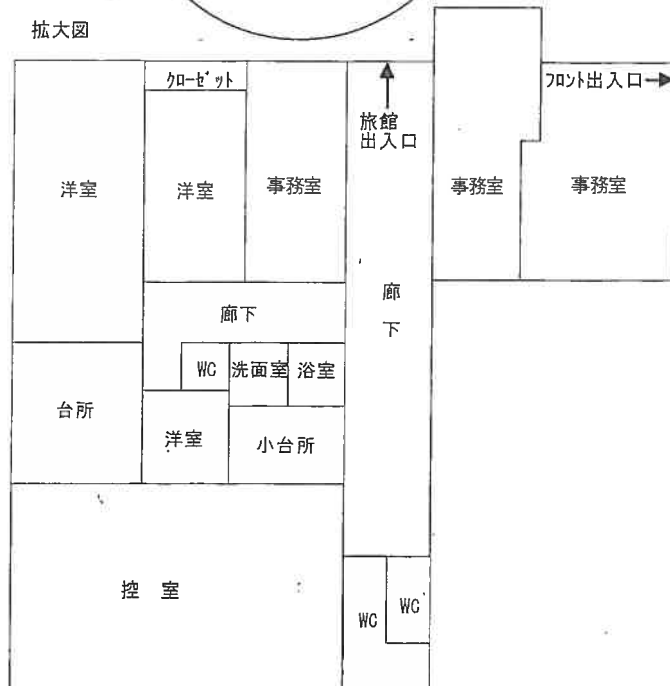 拡大図
クローゼット
フロント出入口
旅館
出入口
洋室
洋室
事務室
事務室
事務室
廊下
廊
下
WC
洗面室
浴室
台所
洋室
小台所
控 室
WC
WC